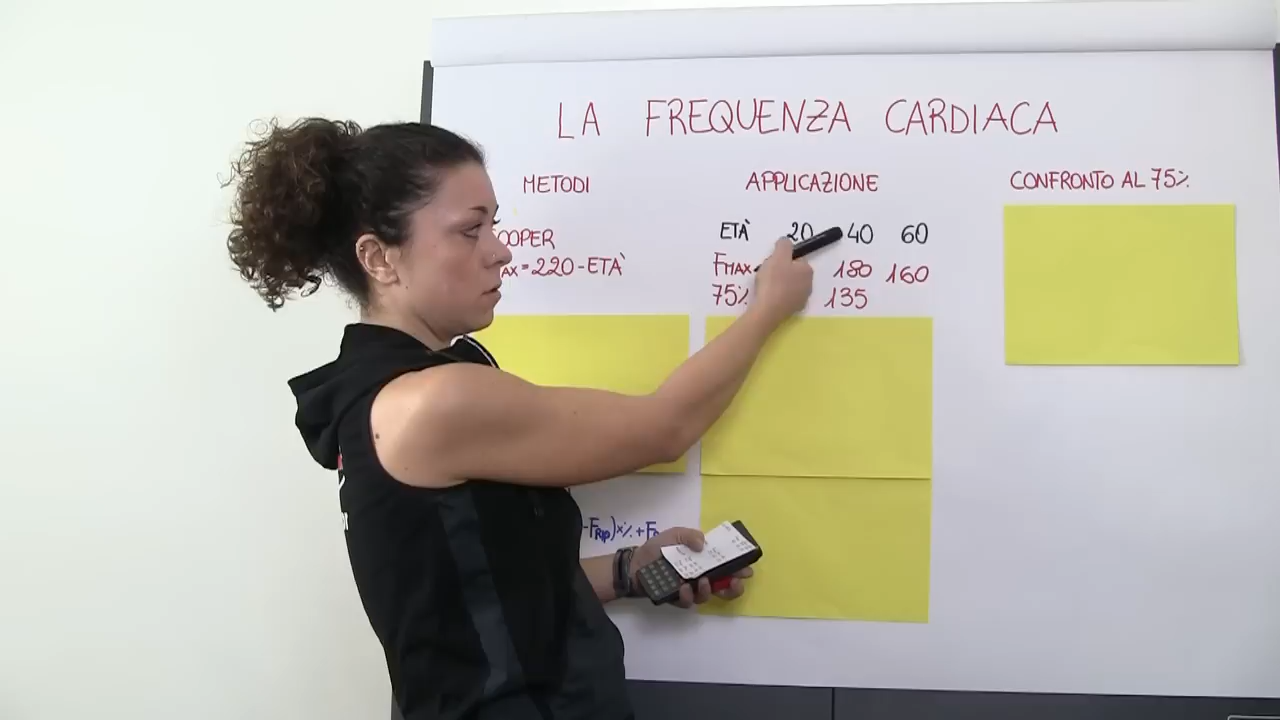 LA FREQUENZA CARDIACA
METODI
OOPER
AX = 220 - ETÀ
-FRIP)×% + F
APPLICAZIONE
ETÀ 20 40 60
FMAX 180 160
75% 135
CONFRONTO AL 75%